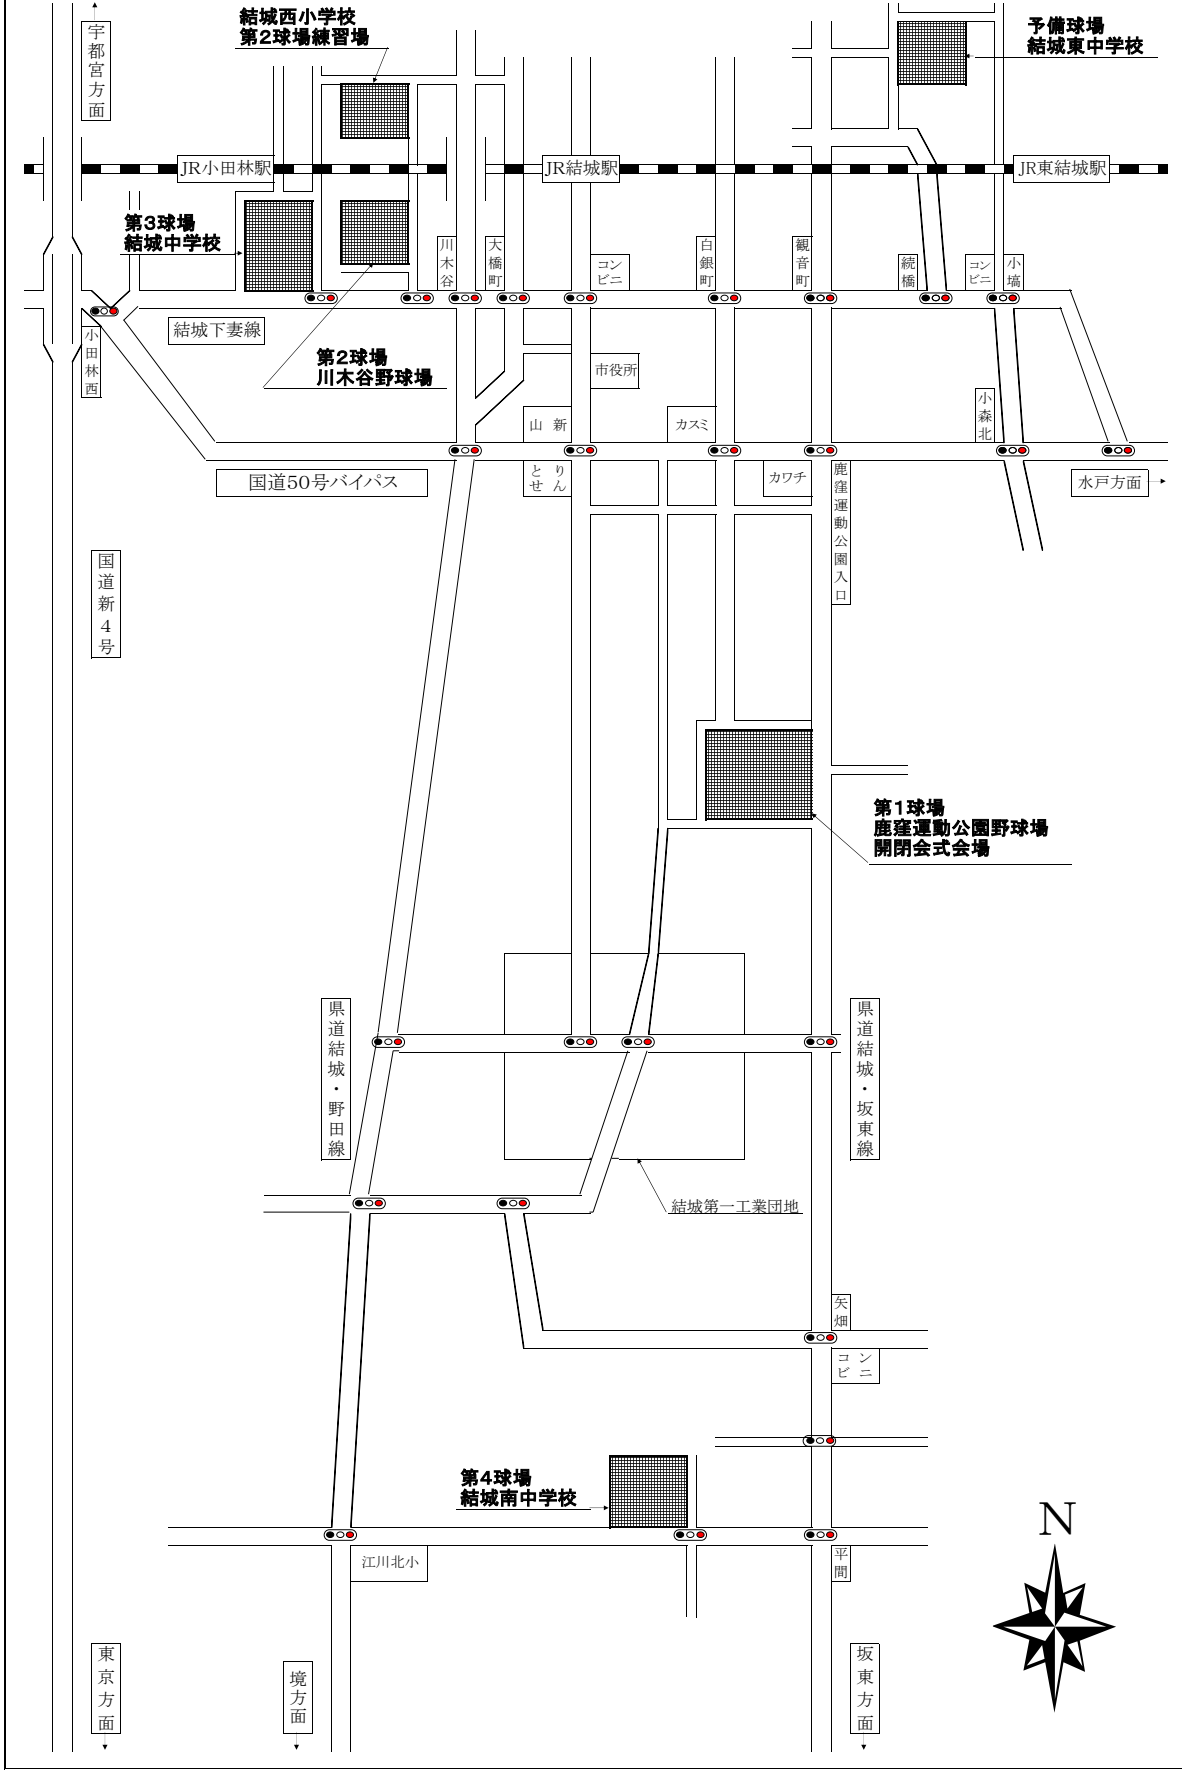 結城西小学校
第2球場練習場
予備球場
結城東中学校
宇都宮方面
JR小田林駅
JR結城駅
JR東結城駅
第3球場
結城中学校
川木谷
大橋町
コン
ビニ
白銀町
観音町
続橋
コン
ビニ
小塙
小田林西
結城下妻線
第2球場
川木谷野球場
市役所
山新
カスミ
小森北
国道50号バイパス
とり
せん
カワチ
鹿窪運動公園入口
水戸方面
国道新4号
第1球場
鹿窪運動公園野球場
開閉会式会場
県道結城・野田線
県道結城・坂東線
結城第一工業団地
矢畑
コン
ビニ
第4球場
結城南中学校
江川北小
平間
N
東京方面
境方面
坂東方面